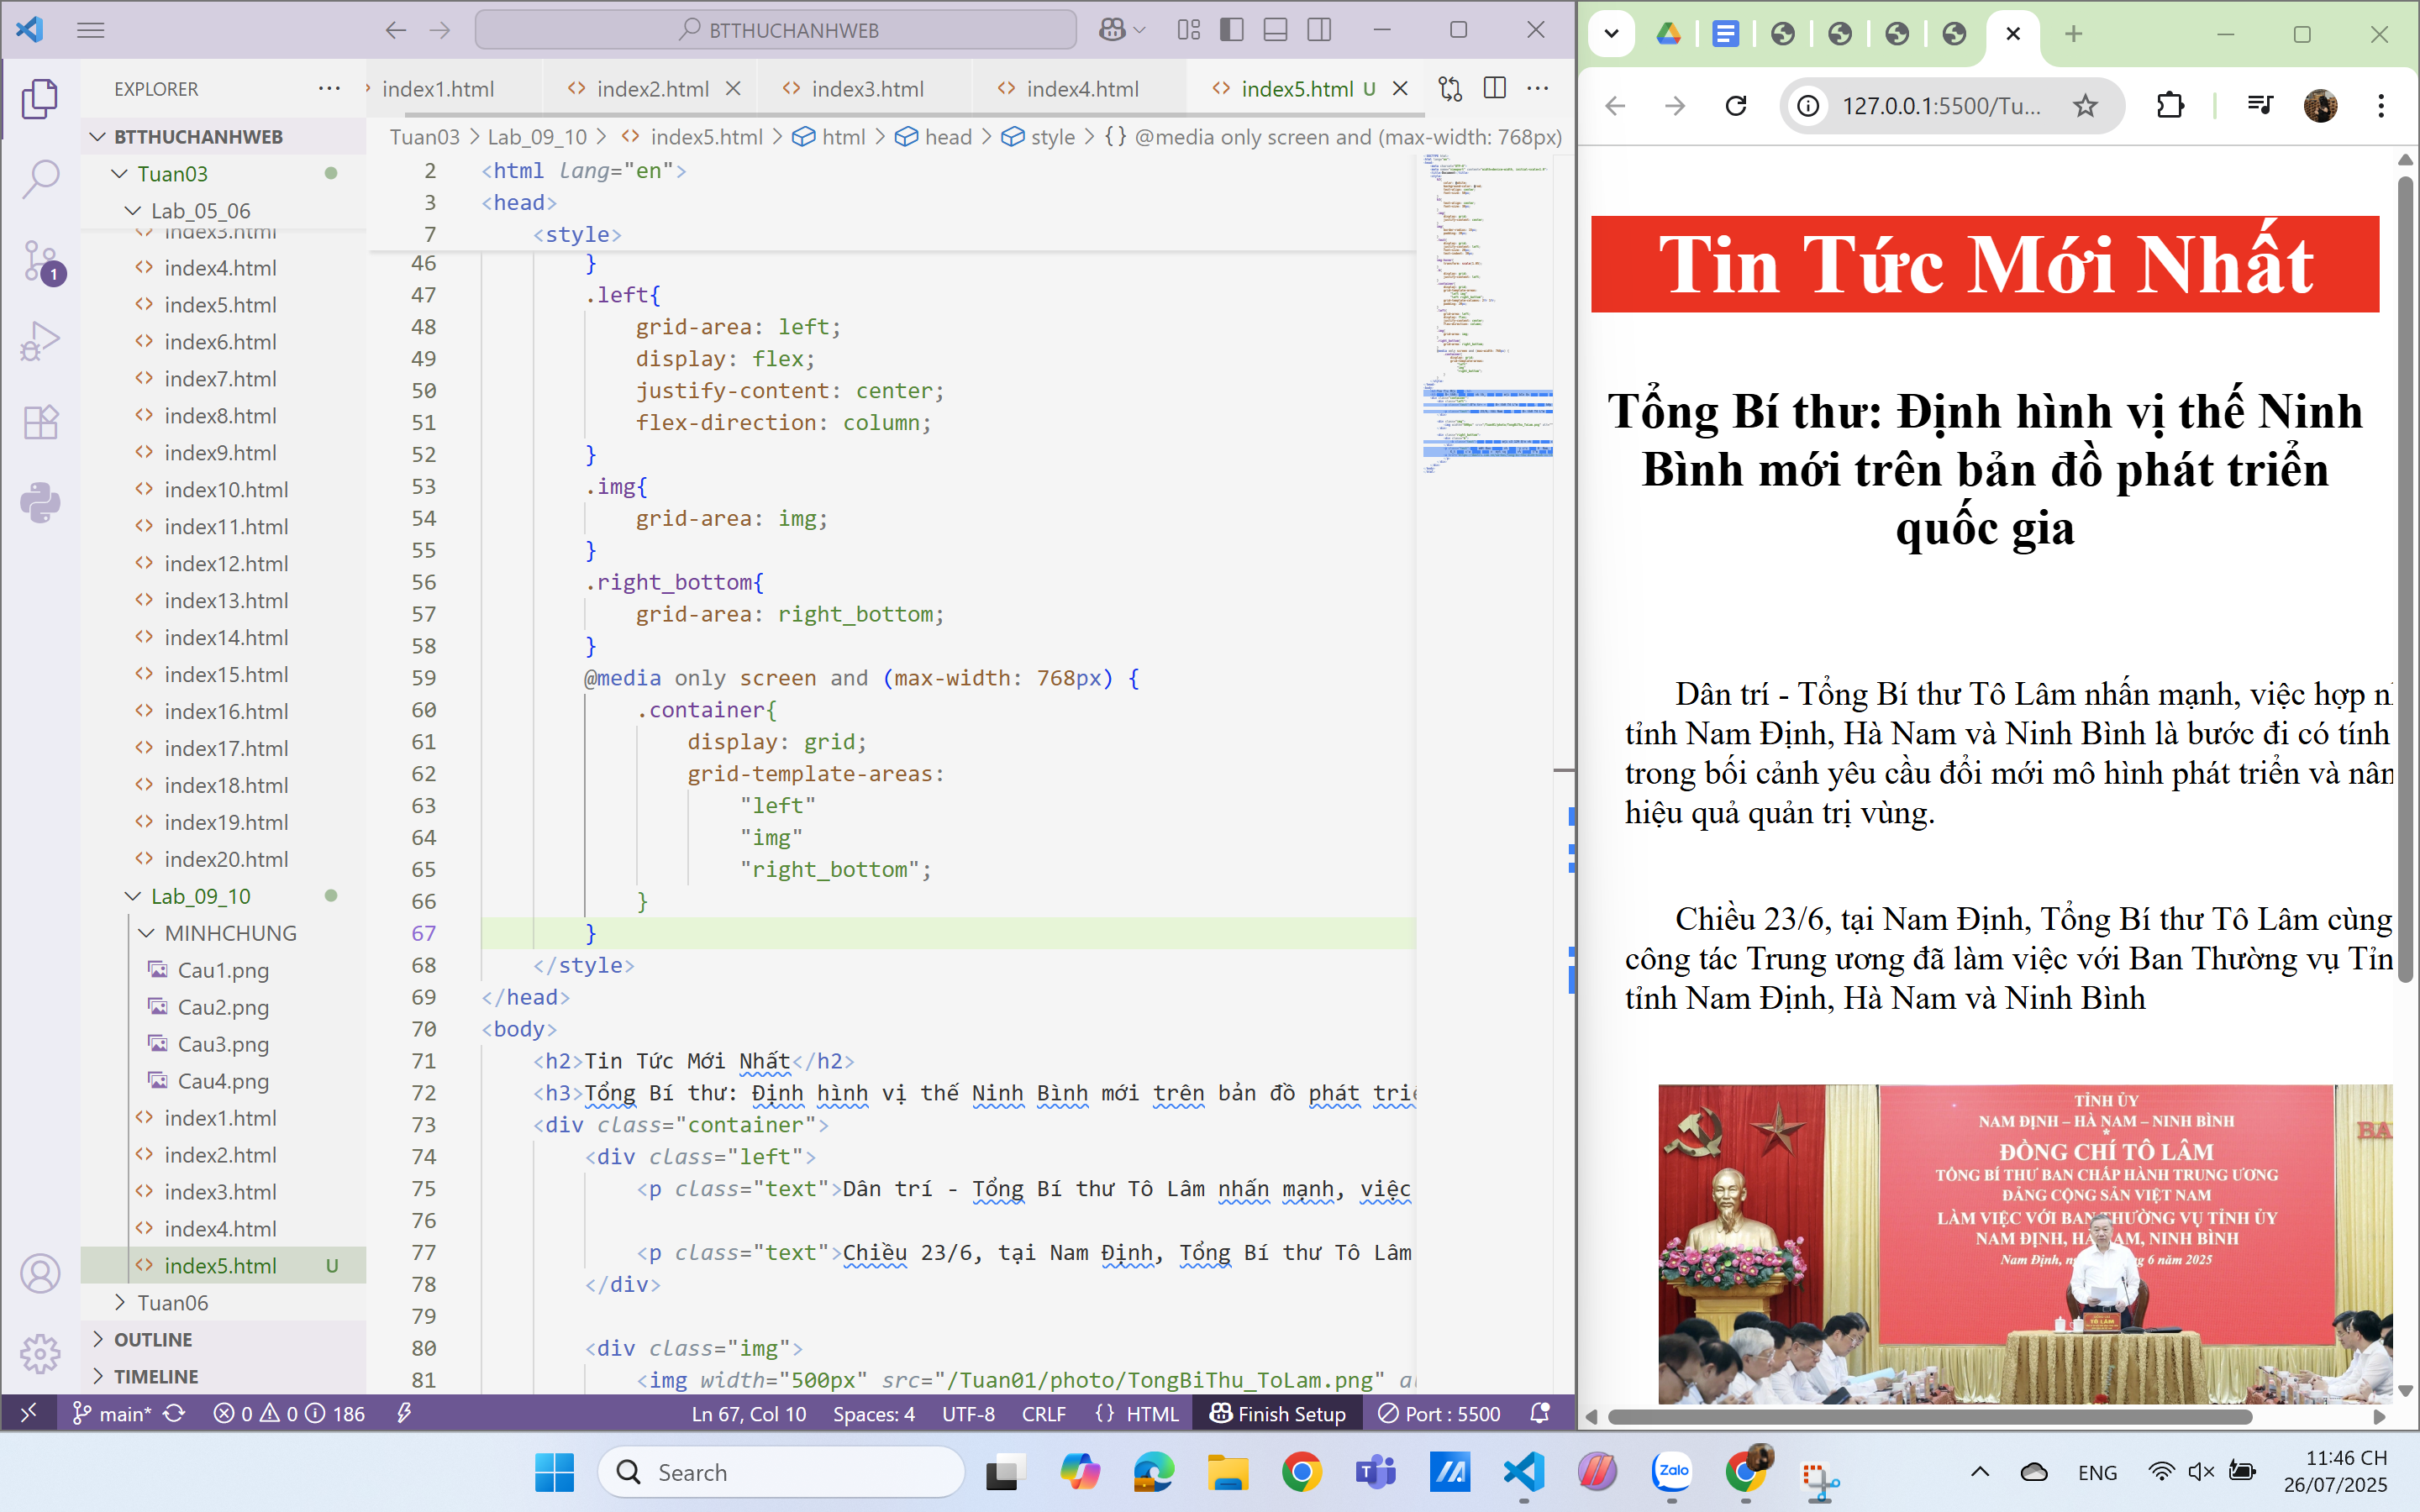 BTTHUCHANHWEB
EXPLORER
index1.html
index2.html
index3.html
index4.html
index5.html U
BTTHUCHANHWEB
Tuan03 > Lab_09_10 > index5.html > html > head > style > {} @media only screen and (max-width: 768px)
Tuan03
Lab_05_06
index3.html
index4.html
index5.html
index6.html
index7.html
index8.html
index9.html
index10.html
index11.html
index12.html
index13.html
index14.html
index15.html
index16.html
index17.html
index18.html
index19.html
index20.html
Lab_09_10
MINHCHUNG
Cau1.png
Cau2.png
Cau3.png
Cau4.png
index1.html
index2.html
index3.html
index4.html
index5.html U
Tuan06
OUTLINE
TIMELINE
2 <html lang="en">
3 <head>
7 <style>
46 }
47 .left{
48 grid-area: left;
49 display: flex;
50 justify-content: center;
51 flex-direction: column;
52 }
53 .img{
54 grid-area: img;
55 }
56 .right_bottom{
57 grid-area: right_bottom;
58 }
59 @media only screen and (max-width: 768px) {
60 .container{
61 display: grid;
62 grid-template-areas:
63 "left"
64 "img"
65 "right_bottom";
66 }
67 }
68 </style>
69 </head>
70 <body>
71 <h2>Tin Tức Mới Nhất</h2>
72 <h3>Tổng Bí thư: Định hình vị thế Ninh Bình mới trên bản đồ phát triể
73 <div class="container">
74 <div class="left">
75 <p class="text">Dân trí - Tổng Bí thư Tô Lâm nhấn mạnh, việc
76
77 <p class="text">Chiều 23/6, tại Nam Định, Tổng Bí thư Tô Lâm
78 </div>
79
80 <div class="img">
81 <img width="500px" src="/Tuan01/photo/TongBiThu_ToLam.png" al
1
main* 0 0 186
Ln 67, Col 10 Spaces: 4 UTF-8 CRLF {} HTML Finish Setup Port : 5500
127.0.0.1:5500/Tu...
Tin Tức Mới Nhất
Tổng Bí thư: Định hình vị thế Ninh
Bình mới trên bản đồ phát triển
quốc gia
Dân trí - Tổng Bí thư Tô Lâm nhấn mạnh, việc hợp nh
tỉnh Nam Định, Hà Nam và Ninh Bình là bước đi có tính
trong bối cảnh yêu cầu đổi mới mô hình phát triển và nân
hiệu quả quản trị vùng.
Chiều 23/6, tại Nam Định, Tổng Bí thư Tô Lâm cùng
công tác Trung ương đã làm việc với Ban Thường vụ Tỉn
tỉnh Nam Định, Hà Nam và Ninh Bình
TỈNH ỦY
NAM ĐỊNH – HÀ NAM – NINH BÌNH
*
ĐỒNG CHÍ TÔ LÂM
TỔNG BÍ THƯ BAN CHẤP HÀNH TRUNG ƯƠNG
ĐẢNG CỘNG SẢN VIỆT NAM
LÀM VIỆC VỚI BAN THƯỜNG VỤ TỈNH ỦY
NAM ĐỊNH, HÀ NAM, NINH BÌNH
Nam Định, 6 năm 2025
BA
TÔ LÂM
Search
Zalo
ENG
11:46 CH
26/07/2025